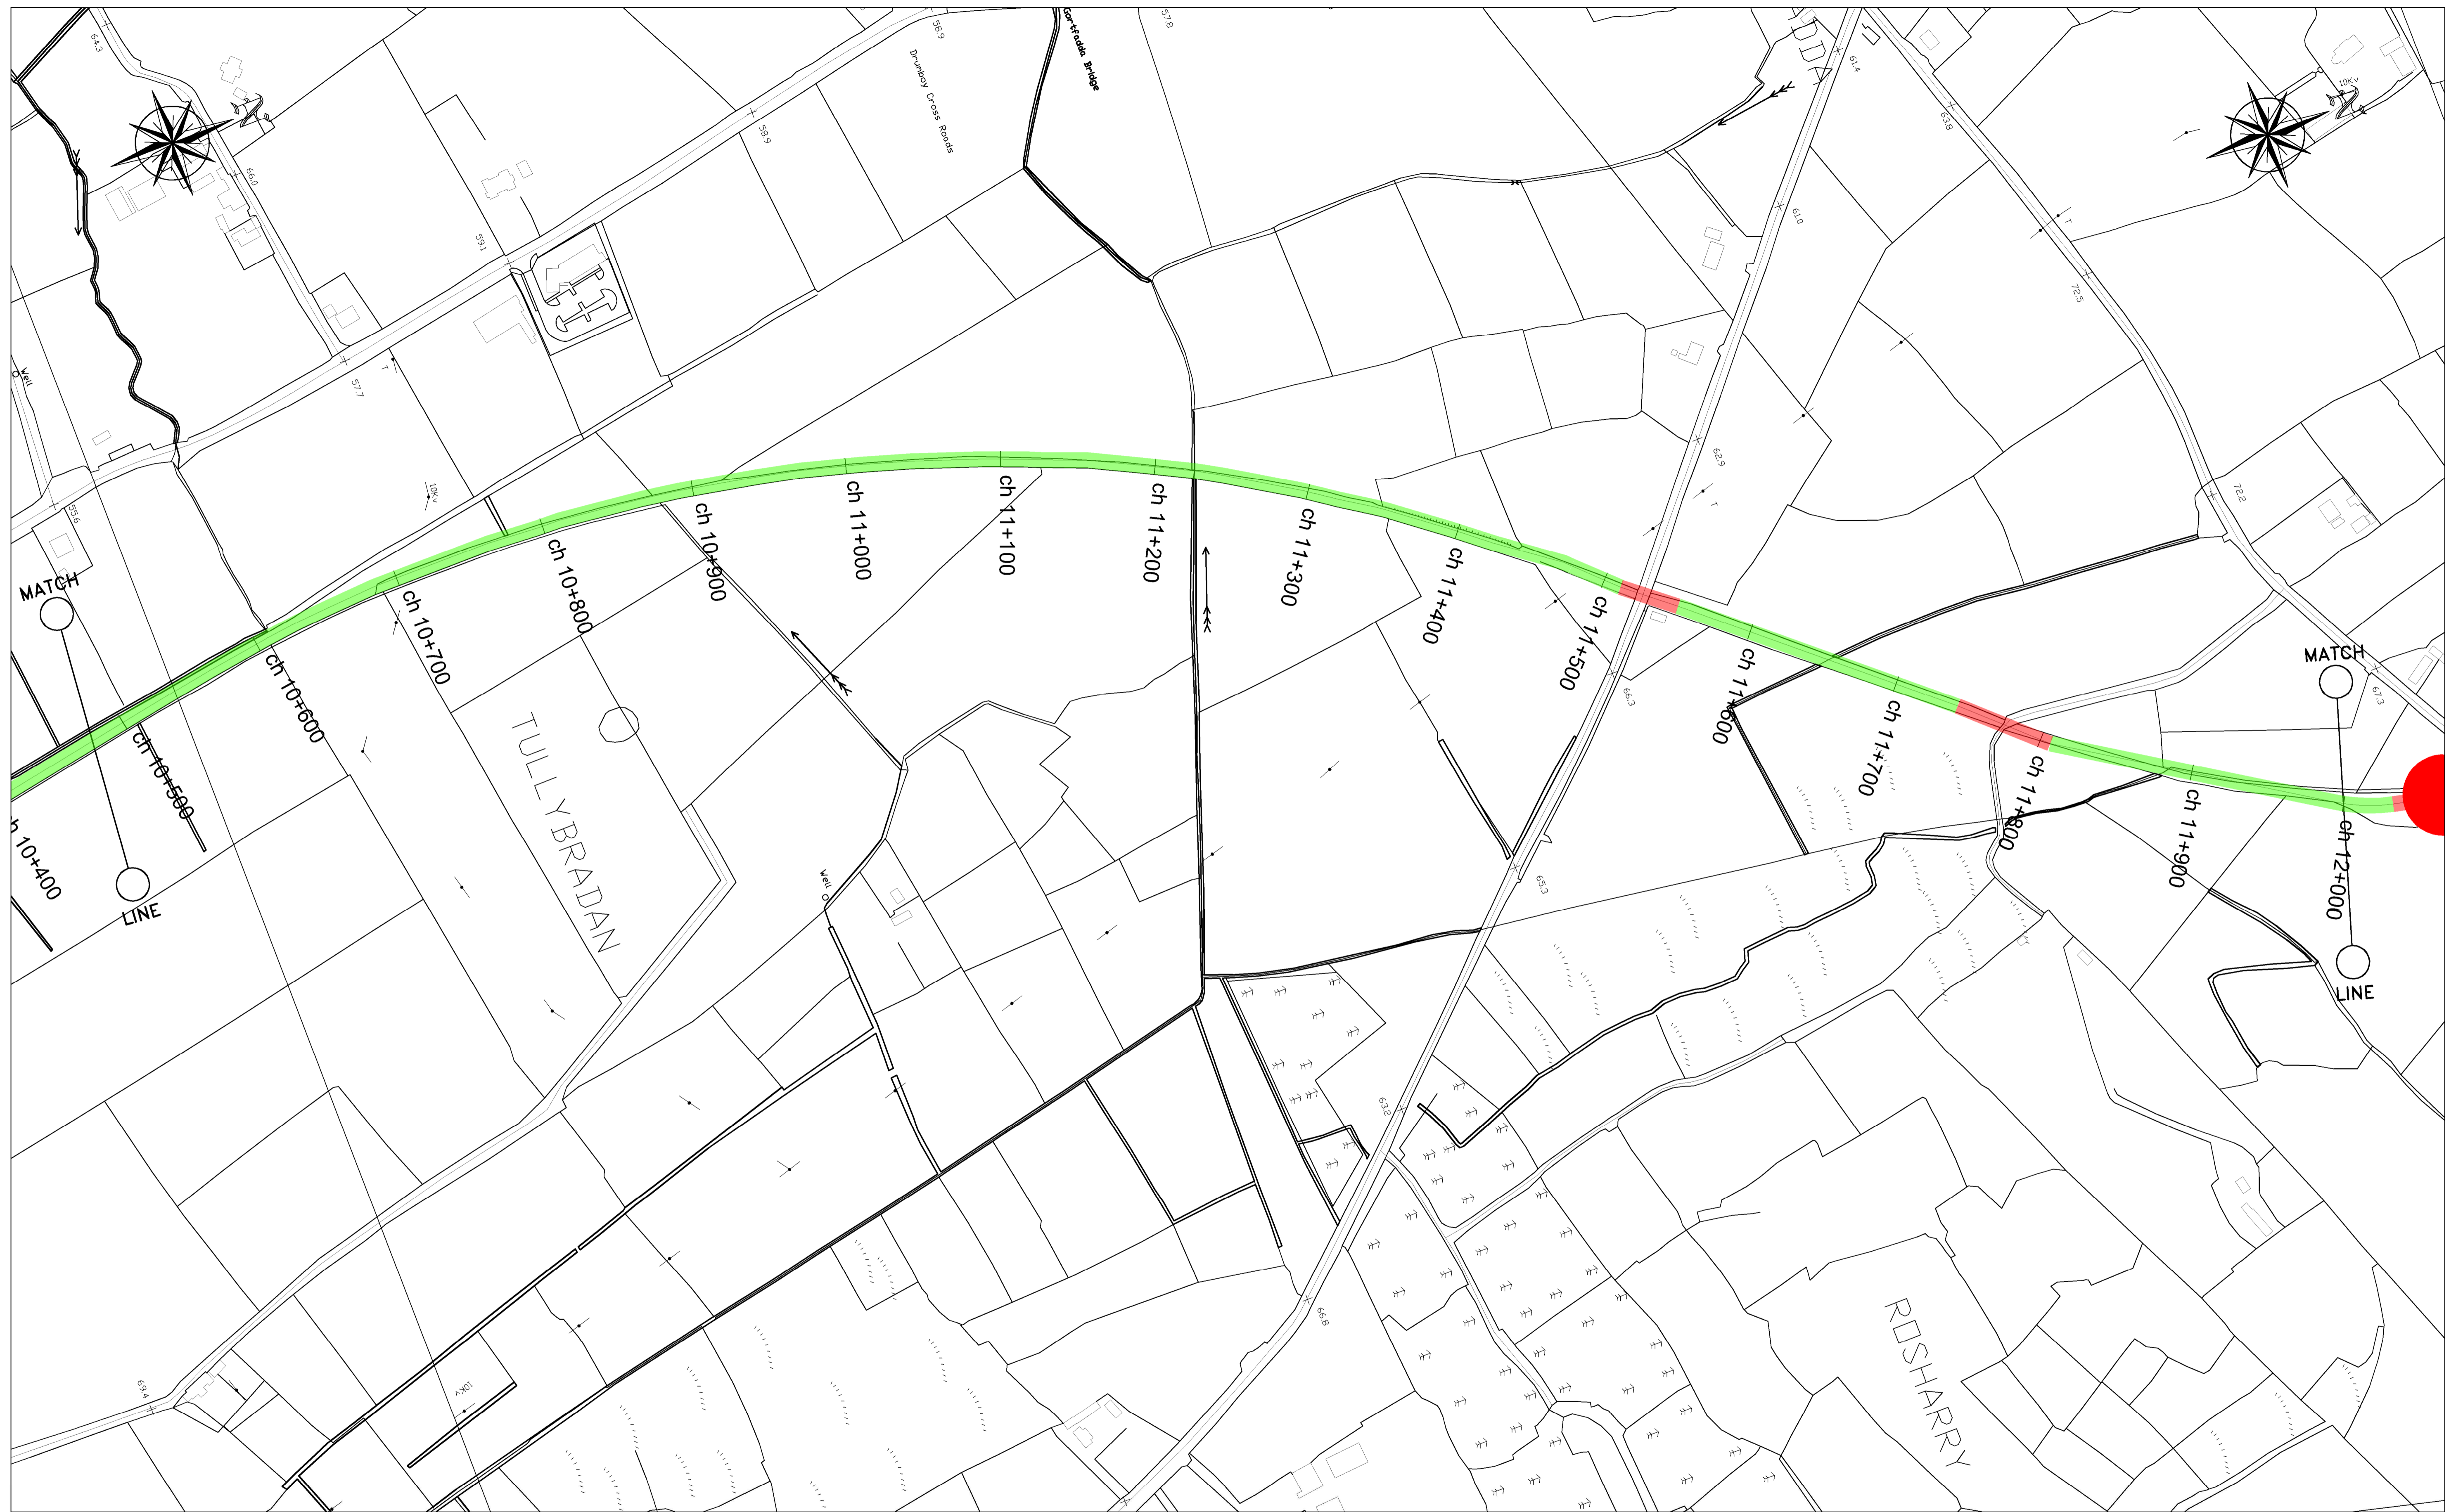 64.3
58.9
Gortfadda Bridge
57.8
61.4
Drumboy Cross Roads
58.9
10Kv
63.8
66.0
61.0
T
59.1
72.5
Well
57.7
T
62.9
72.2
T
10Kv
55.6
MATCH
ch 10+400
ch 10+500
ch 10+600
ch 10+700
ch 10+800
ch 10+900
ch 11+000
ch 11+100
ch 11+200
ch 11+300
ch 11+400
ch 11+500
ch 11+600
ch 11+700
ch 11+800
ch 11+900
ch 12+000
MATCH
67.3
66.3
TULLYBRADAN
Well
65.3
LINE
LINE
63.2
66.8
ROSHARRY
69.4
10Kv